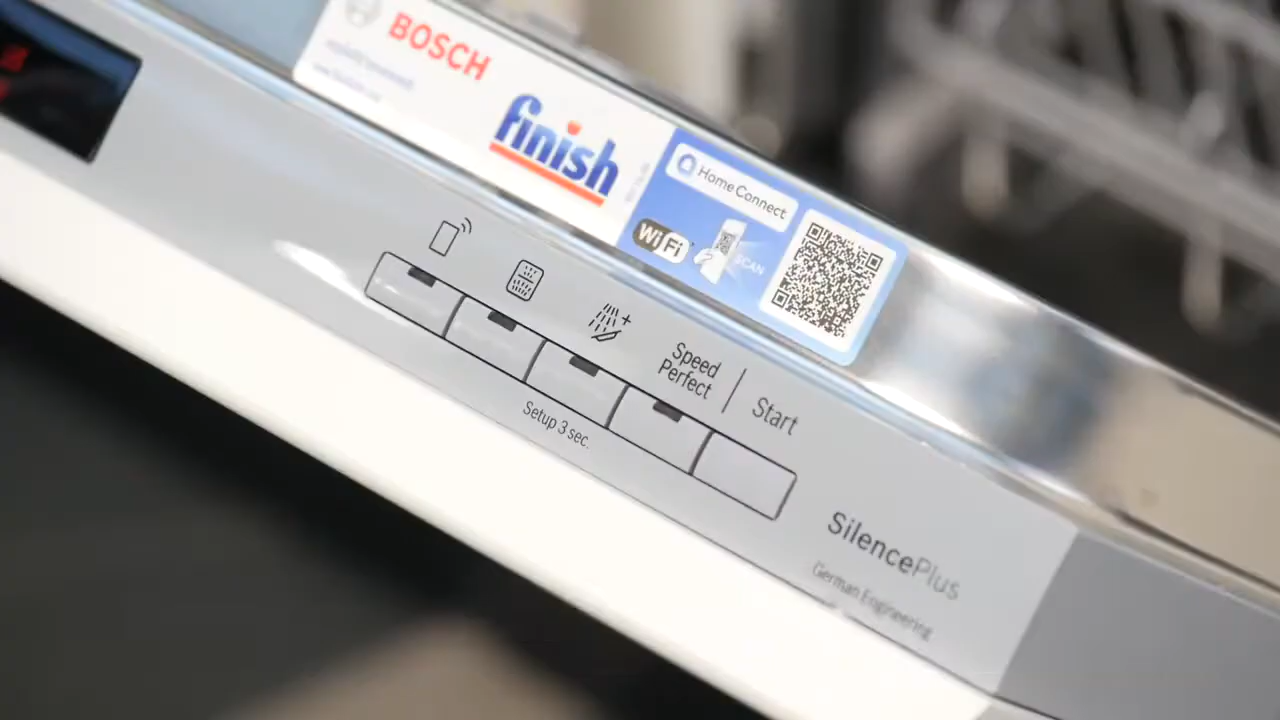 BOSCH
finish
Home Connect
WiFi
SCAN
Speed
Perfect
Start
Setup 3 sec.
SilencePlus
German Engineering